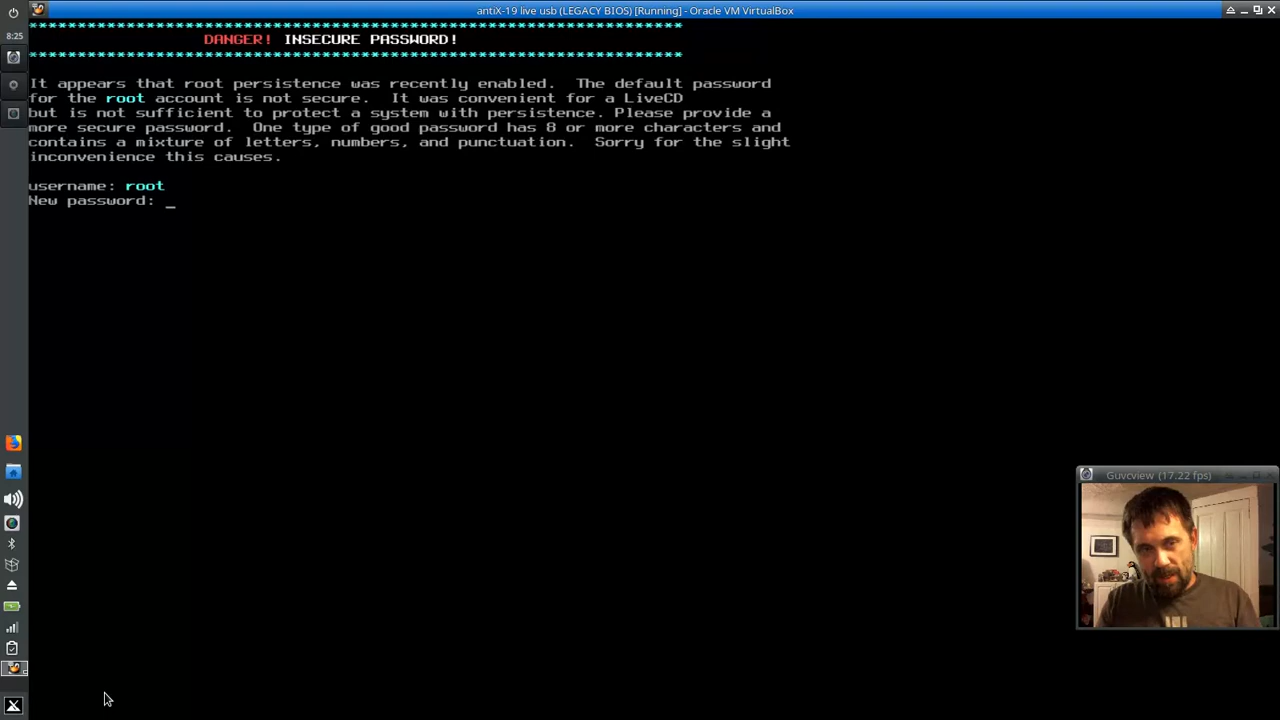 antiX-19 live usb (LEGACY BIOS) [Running] - Oracle VM VirtualBox
8:25
**********************************************************************
DANGER! INSECURE PASSWORD!
**********************************************************************
It appears that root persistence was recently enabled.  The default password
for the root account is not secure.  It was convenient for a LiveCD
but is not sufficient to protect a system with persistence. Please provide a
more secure password.  One type of good password has 8 or more characters and
contains a mixture of letters, numbers, and punctuation.  Sorry for the slight
inconvenience this causes.
username: root
New password: _
Guvcview (17.22 fps)